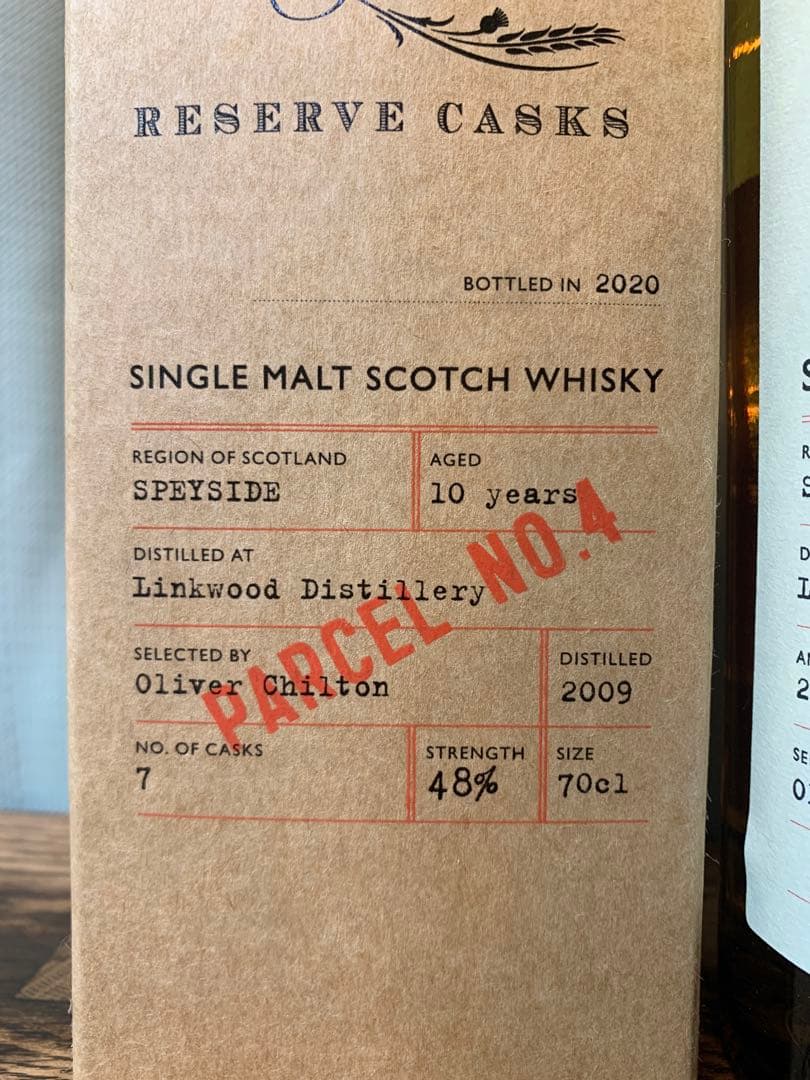 RESERVE CASKS
BOTTLED IN 2020
SINGLE MALT SCOTCH WHISKY
REGION OF SCOTLAND
SPEYSIDE
AGED
10 years
DISTILLED AT
Linkwood Distillery
PARCEL NO.4
SELECTED BY
Oliver Chilton
DISTILLED
2009
NO. OF CASKS
7
STRENGTH
48%
SIZE
70cl